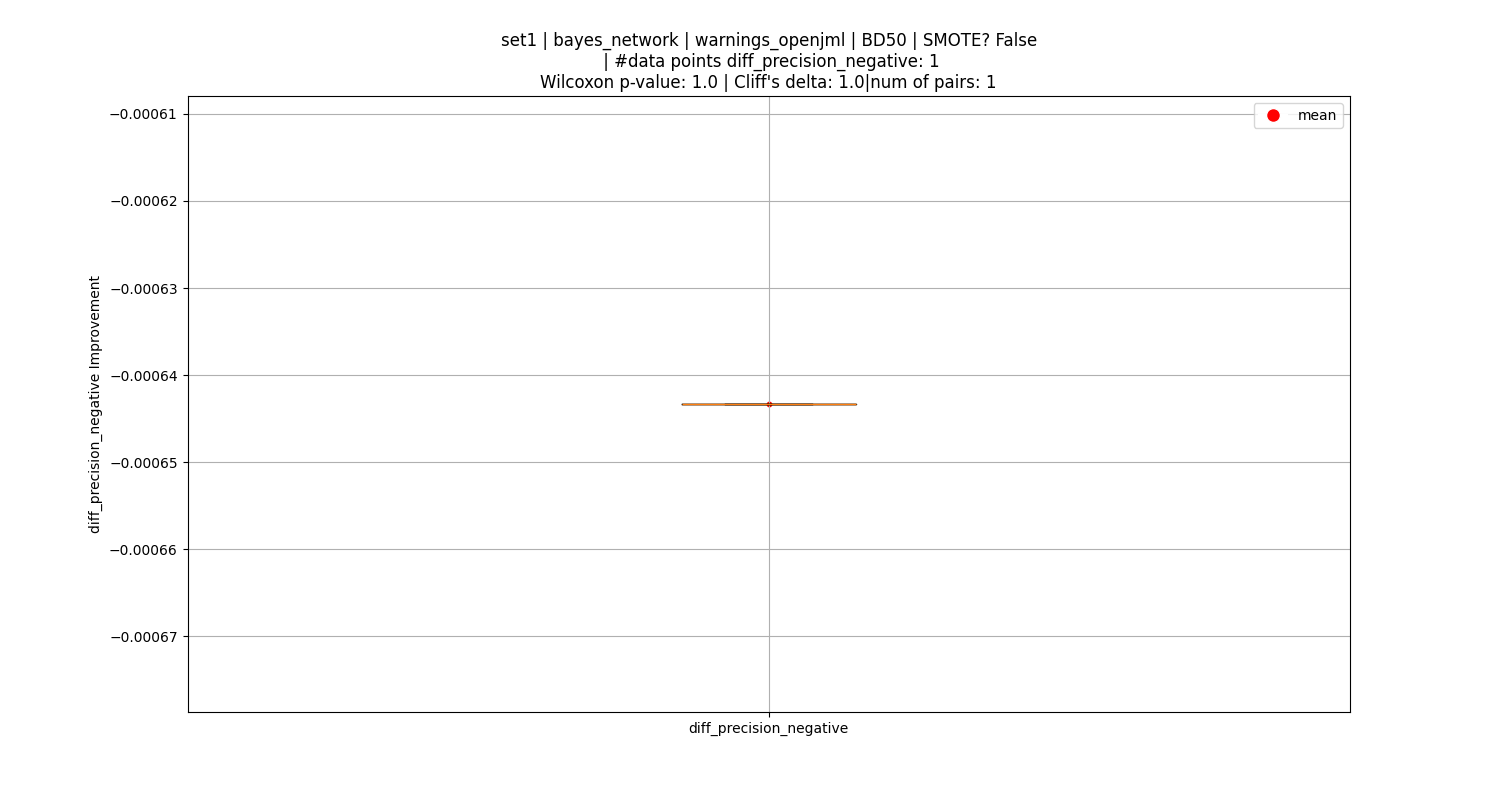 set1 | bayes_network | warnings_openjml | BD50 | SMOTE? False
| #data points diff_precision_negative: 1
Wilcoxon p-value: 1.0 | Cliff's delta: 1.0|num of pairs: 1
mean
−0.00061
−0.00062
−0.00063
−0.00064
−0.00065
−0.00066
−0.00067
diff_precision_negative Improvement
diff_precision_negative